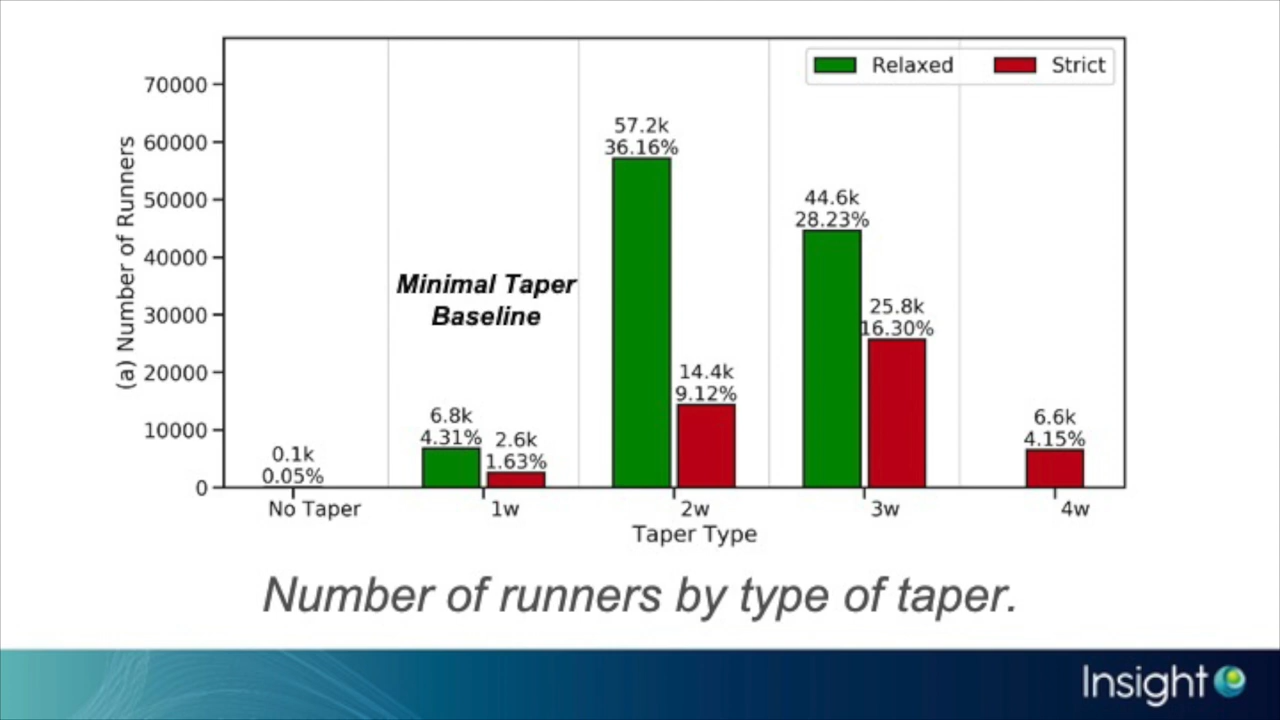 Relaxed
Strict
70000
60000
50000
40000
30000
20000
10000
0
(a) Number of Runners
0.1k
0.05%
6.8k
4.31%
2.6k
1.63%
Minimal Taper
Baseline
57.2k
36.16%
14.4k
9.12%
44.6k
28.23%
25.8k
16.30%
6.6k
4.15%
No Taper
1w
2w
3w
4w
Taper Type
Number of runners by type of taper.
Insight